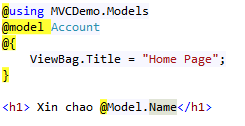 @using MVCDemo.Models
@model Account
@{
    ViewBag.Title = "Home Page";
}
<h1> Xin chao @Model.Name</h1>